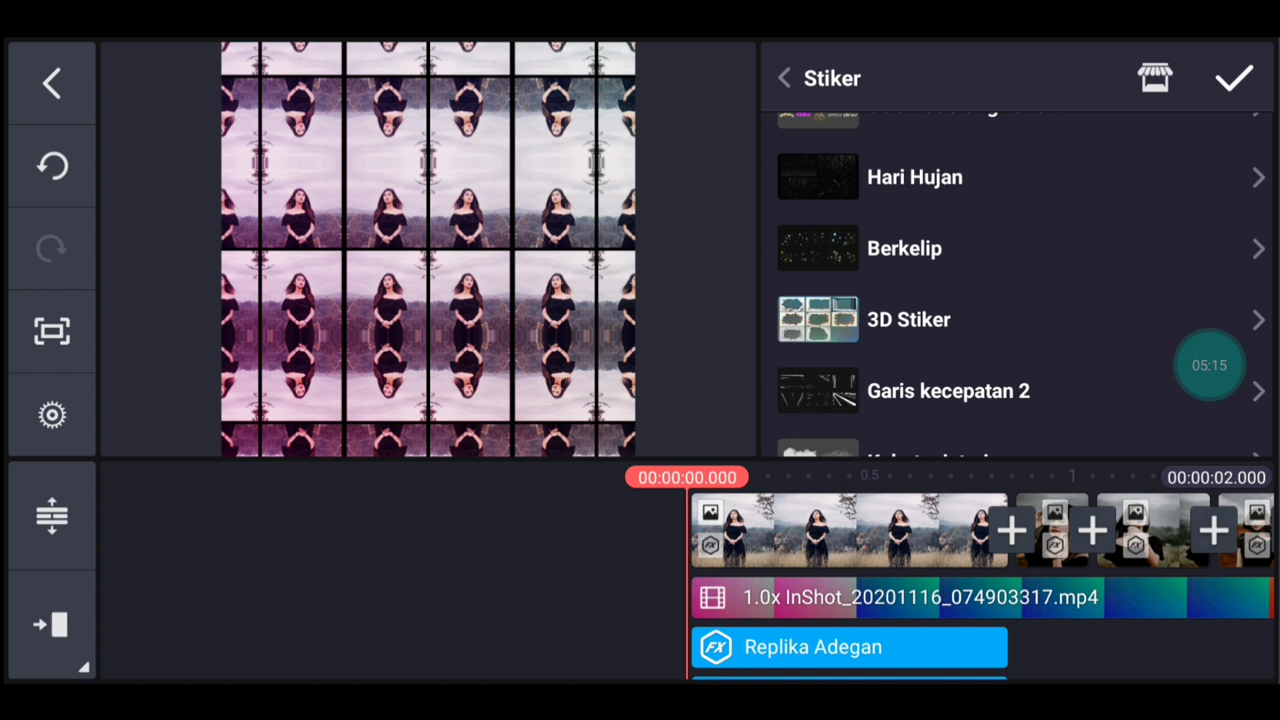 Stiker
Hari Hujan
Berkelip
3D Stiker
05:15
Garis kecepatan 2
00:00:00.000
0.5
1
00:00:02.000
1.0x InShot_20201116_074903317.mp4
FX
Replika Adegan